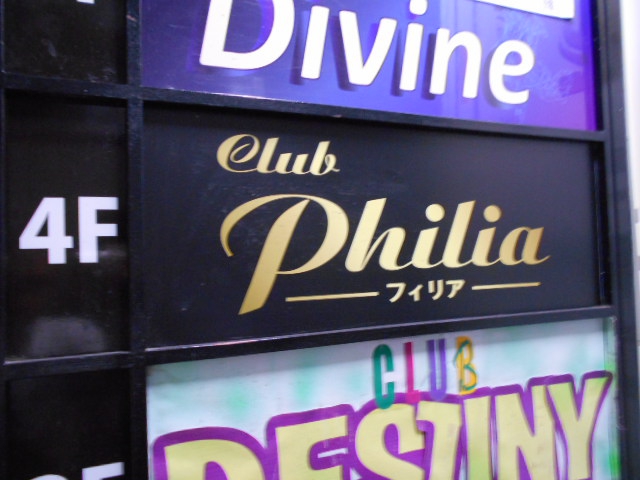 Divine
4F
Club
Philia
フィリア
CLUB
DESTINY